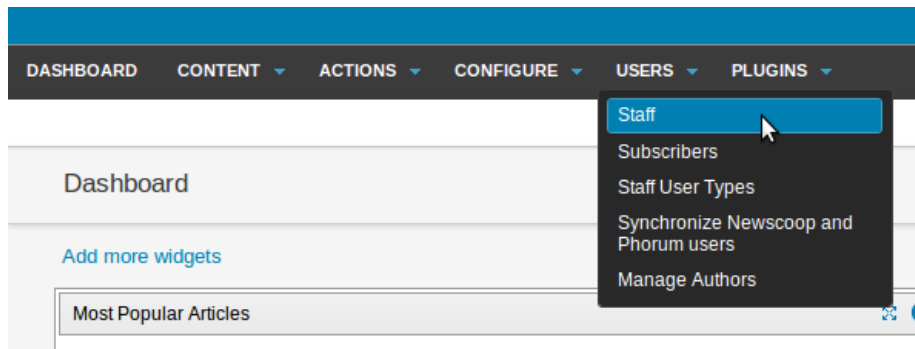 DASHBOARD CONTENT ACTIONS CONFIGURE USERS PLUGINS
Staff
Subscribers
Staff User Types
Synchronize Newscoop and
Phorum users
Manage Authors
Dashboard
Add more widgets
Most Popular Articles